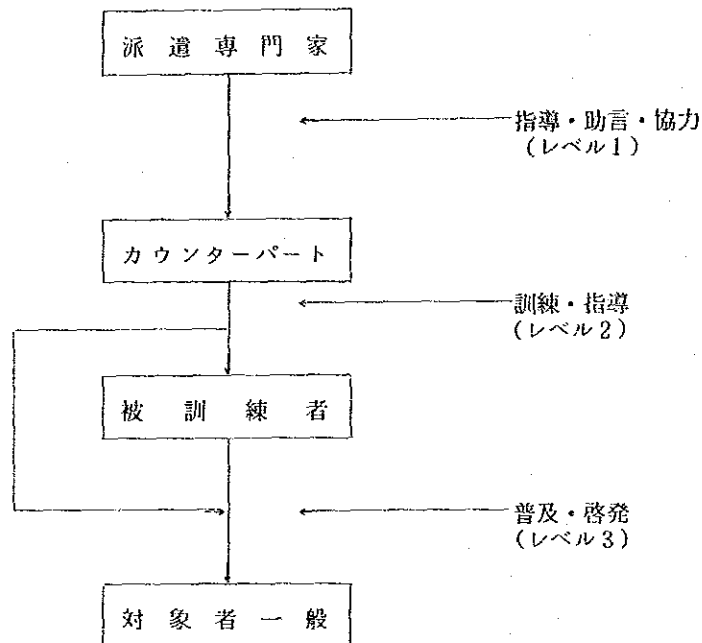 派遣専門家
指導・助言・協力
(レベル1)
カウンターパート
訓練・指導
(レベル2)
被訓練者
普及・啓発
(レベル3)
対象者一般